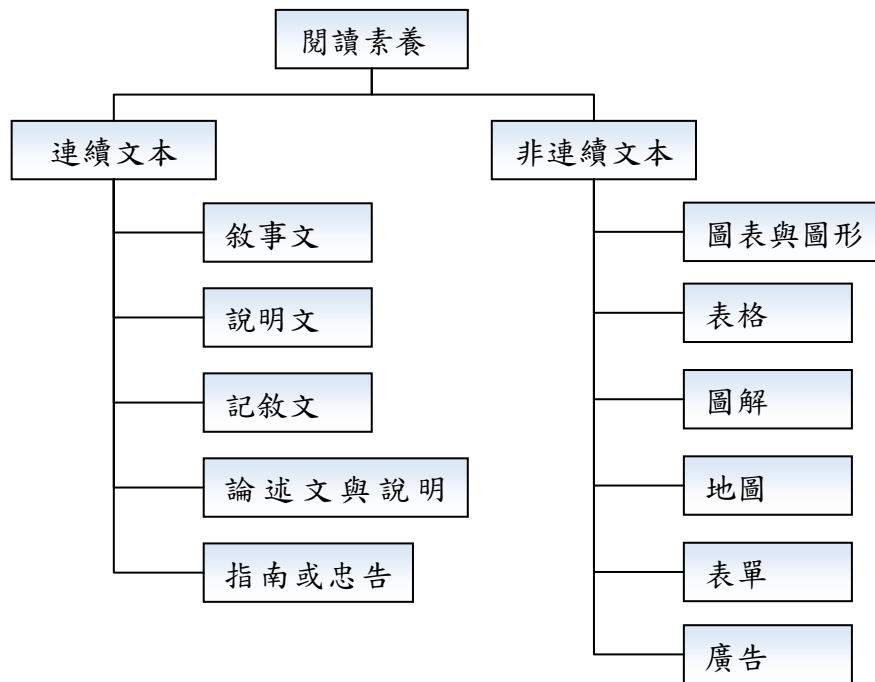 閱讀素養
連續文本
敘事文
說明文
記敘文
論述文與說明
指南或忠告
非連續文本
圖表與圖形
表格
圖解
地圖
表單
廣告